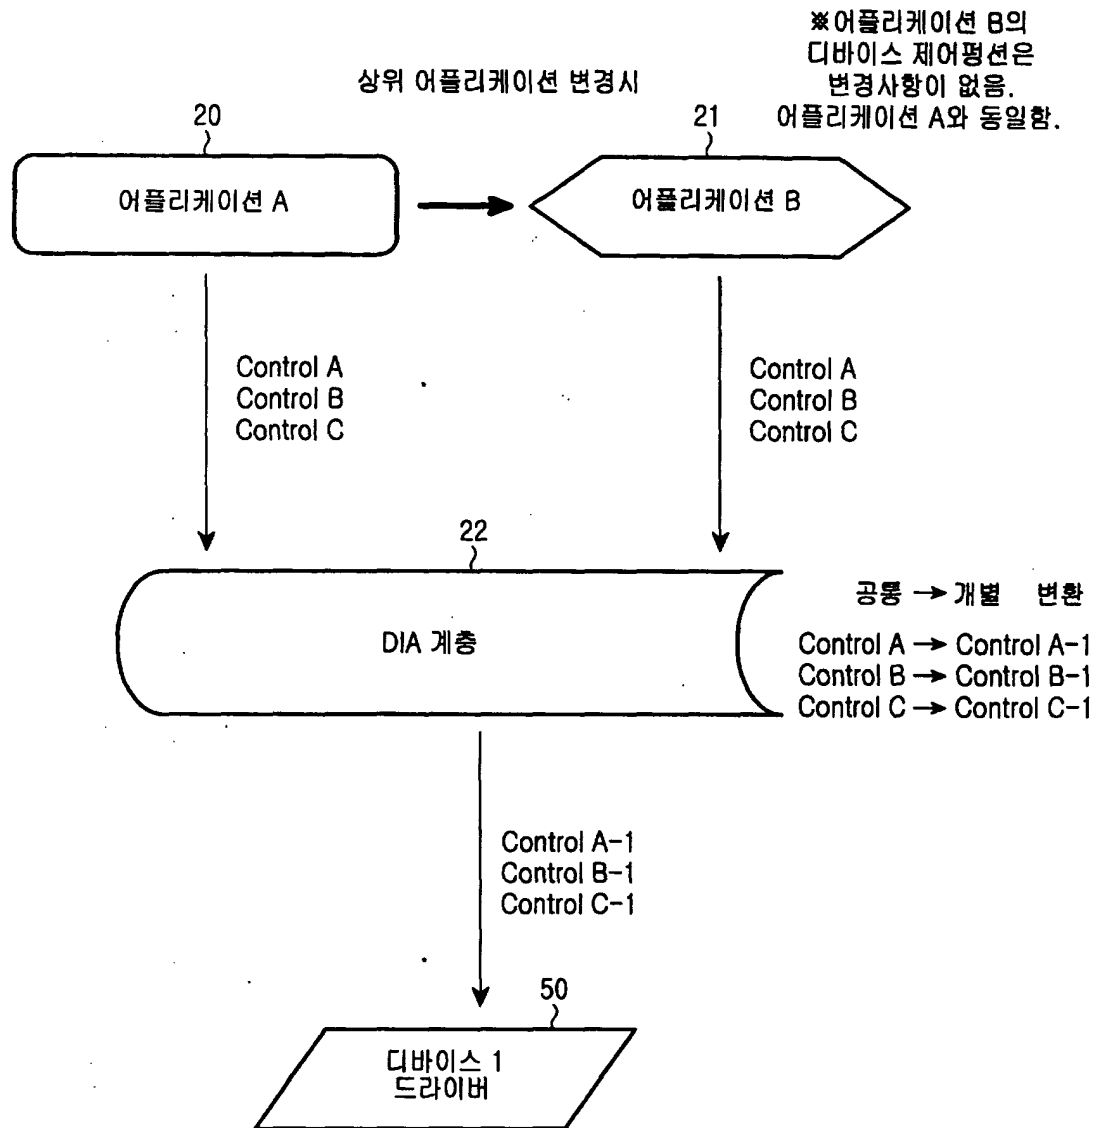 ※어플리케이션 B의
디바이스 제어펑션은
변경사항이 없음.
어플리케이션 A와 동일함.
상위 어플리케이션 변경시
20
21
어플리케이션 A
어플리케이션 B
Control A
Control B
Control C
Control A
Control B
Control C
22
DIA 계층
공통 → 개별 변환
Control A → Control A-1
Control B → Control B-1
Control C → Control C-1
Control A-1
Control B-1
Control C-1
50
디바이스 1
드라이버